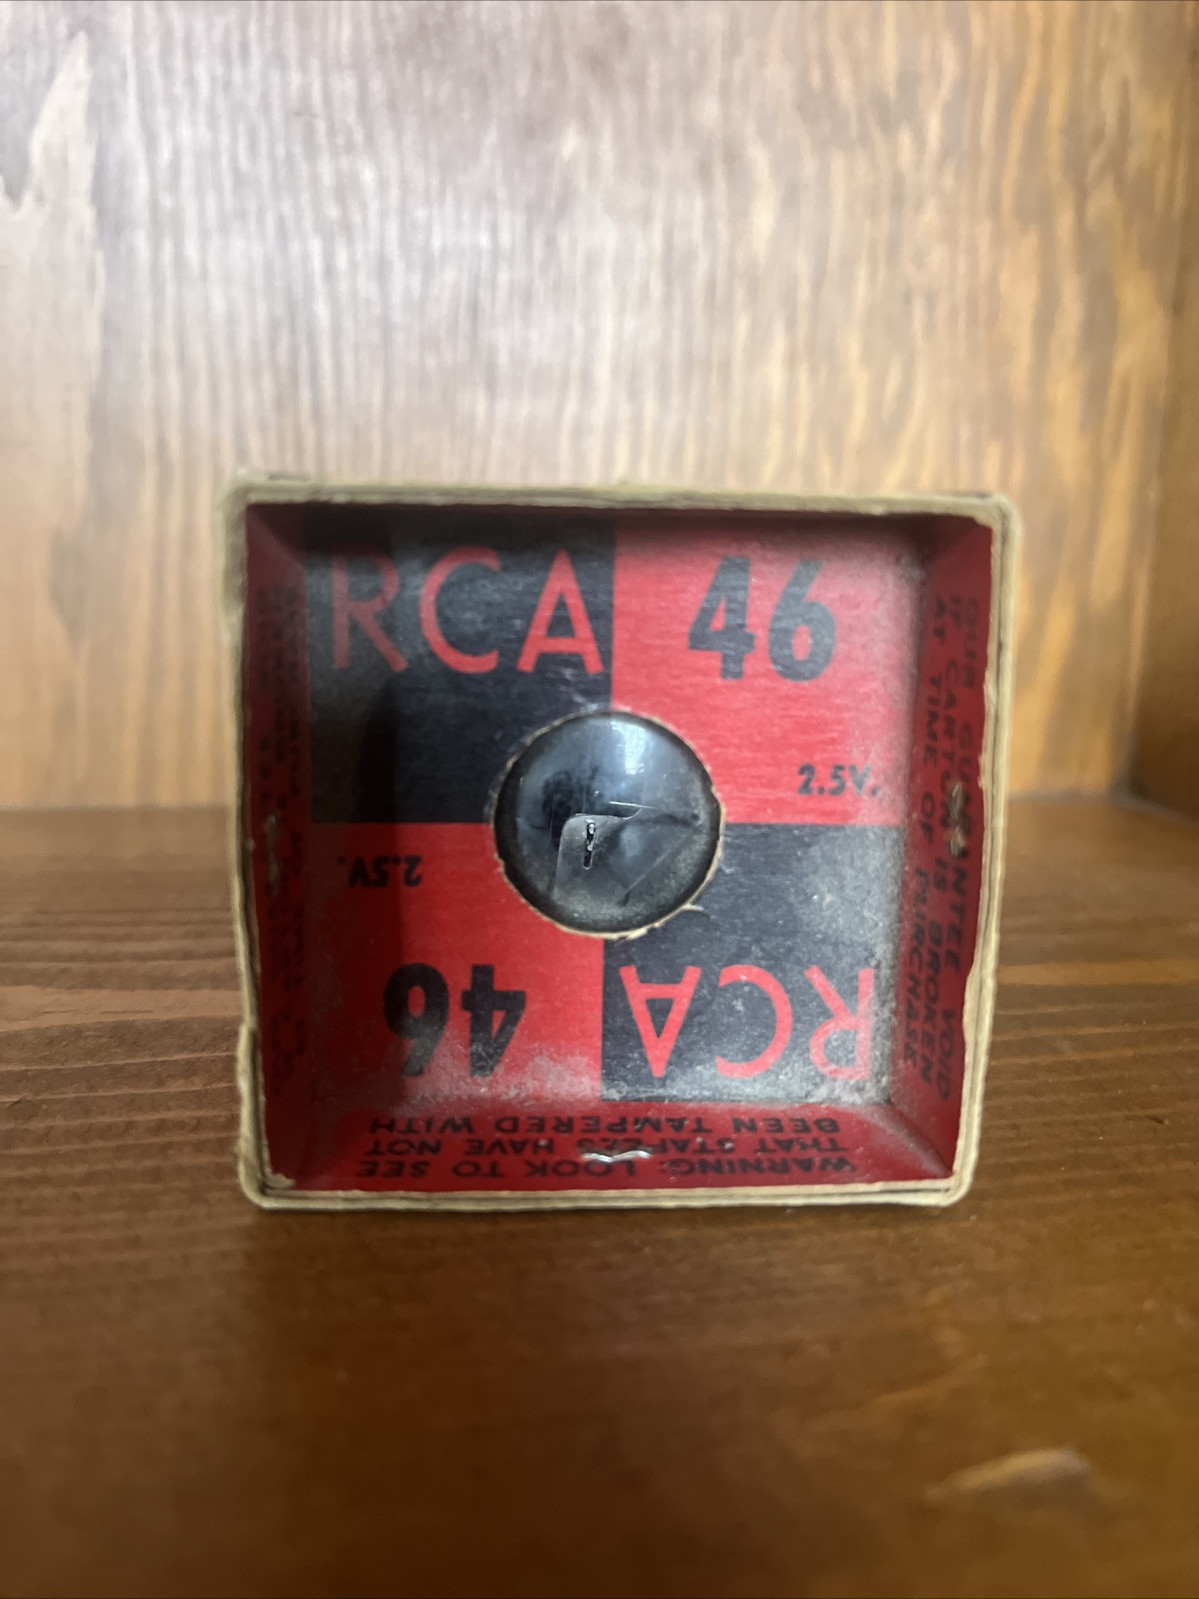 RCA 46
2.5V.
2.5V.
RCA 46
OUR GUARANTEE VOID
IF CARTON IS BROKEN
AT TIME OF PURCHASE
WARNING: LOOK TO SEE
THAT STAPLES HAVE NOT
BEEN TAMPERED WITH